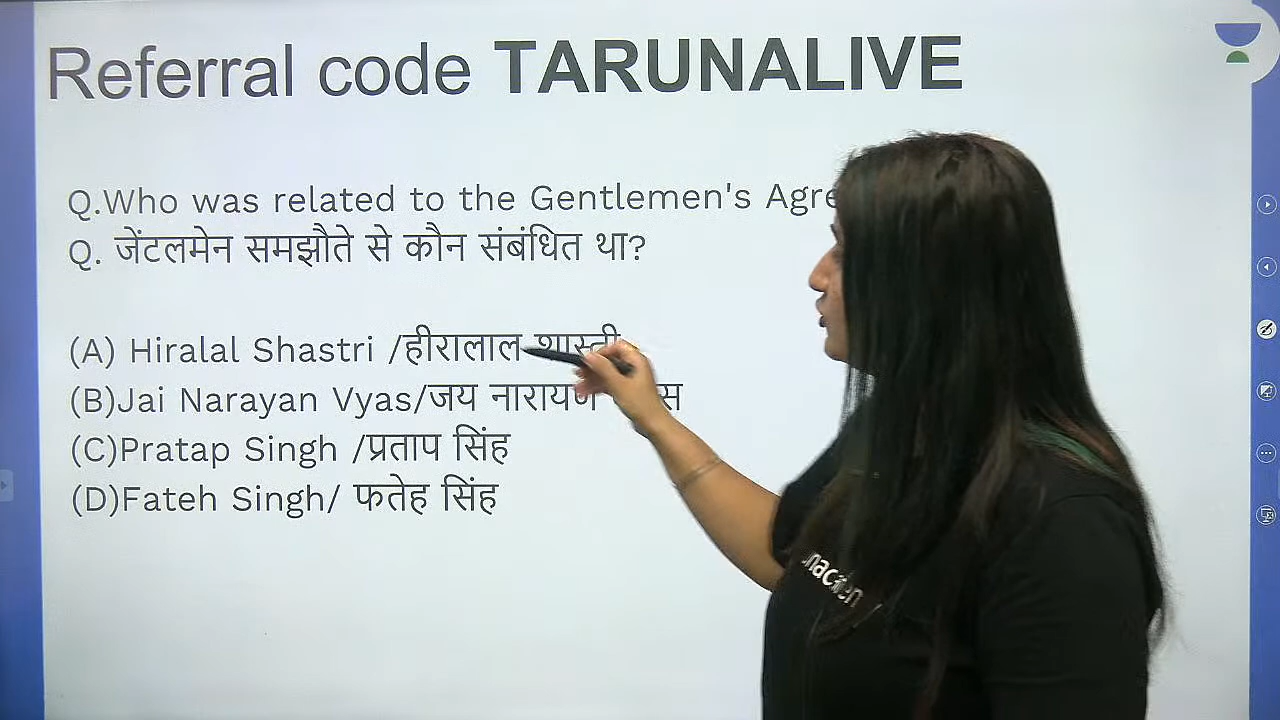 Referral code TARUNALIVE
Q.Who was related to the Gentlemen's Agre
Q. जेंटलमेन समझौते से कौन संबंधित था?
(A) Hiralal Shastri /हीरालाल शास्त्री
(B)Jai Narayan Vyas/जय नारायण
(C)Pratap Singh /प्रताप सिंह
(D)Fateh Singh/ फतेह सिंह